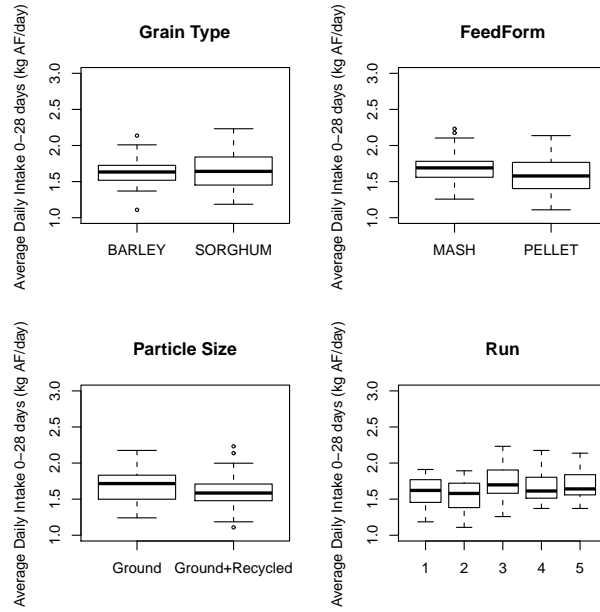 Grain Type
Average Daily Intake 0−28 days (kg AF/day)
3.0
2.5
2.0
1.5
1.0
BARLEY SORGHUM
FeedForm
Average Daily Intake 0−28 days (kg AF/day)
3.0
2.5
2.0
1.5
1.0
MASH PELLET
Particle Size
Average Daily Intake 0−28 days (kg AF/day)
3.0
2.5
2.0
1.5
1.0
Ground Ground+Recycled
Run
Average Daily Intake 0−28 days (kg AF/day)
3.0
2.5
2.0
1.5
1.0
1 2 3 4 5